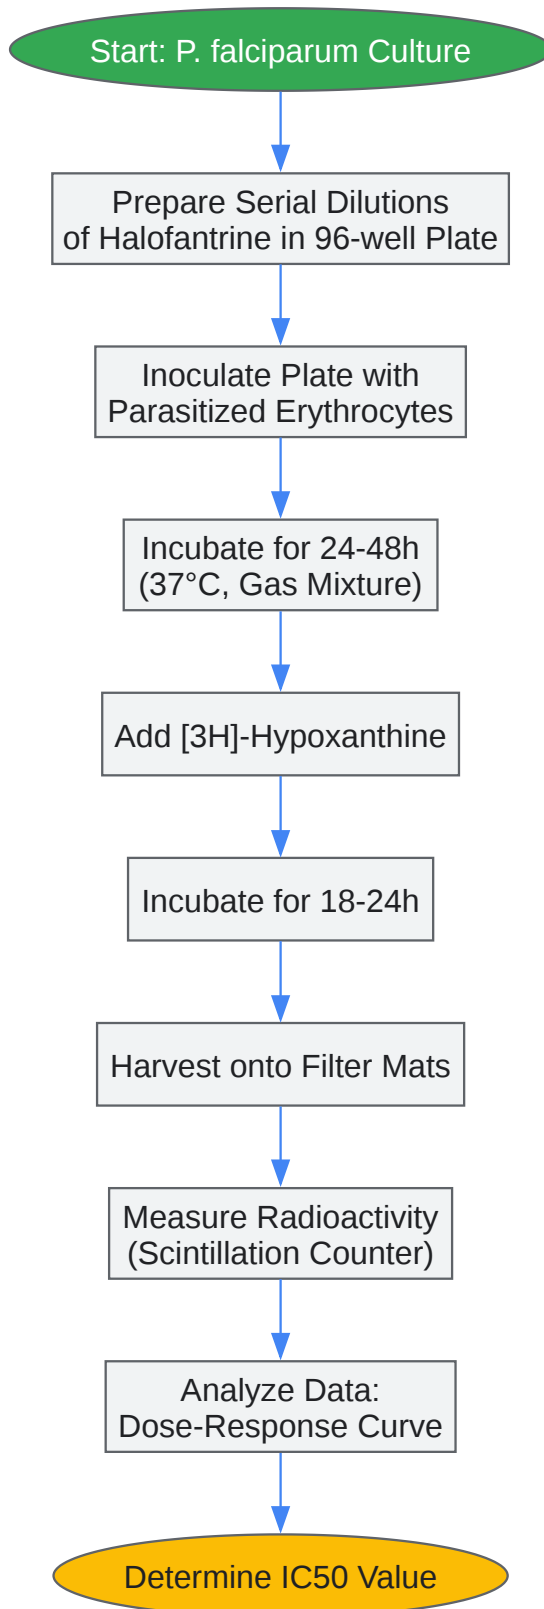 Start: P. falciparum Culture
Prepare Serial Dilutions
of Halofantrine in 96-well Plate
Inoculate Plate with
Parasitized Erythrocytes
Incubate for 24-48h
(37°C, Gas Mixture)
Add [3H]-Hypoxanthine
Incubate for 18-24h
Harvest onto Filter Mats
Measure Radioactivity
(Scintillation Counter)
Analyze Data:
Dose-Response Curve
Determine IC50 Value